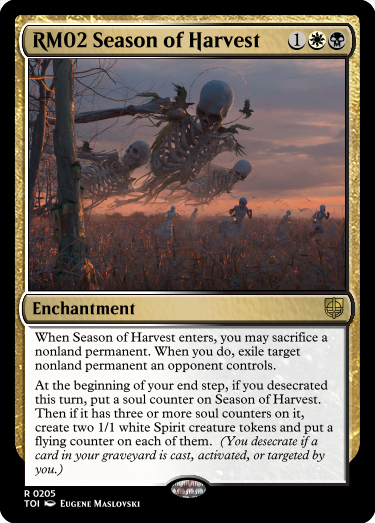 RM02 Season of Harvest 1
Enchantment
When Season of Harvest enters, you may sacrifice a
nonland permanent. When you do, exile target
nonland permanent an opponent controls.
At the beginning of your end step, if you desecrated
this turn, put a soul counter on Season of Harvest.
Then if it has three or more soul counters on it,
create two 1/1 white Spirit creature tokens and put a
flying counter on each of them. (You desecrate if a
card in your graveyard is cast, activated, or targeted by
you.)
R 0205
TOI Eugene Maslovski